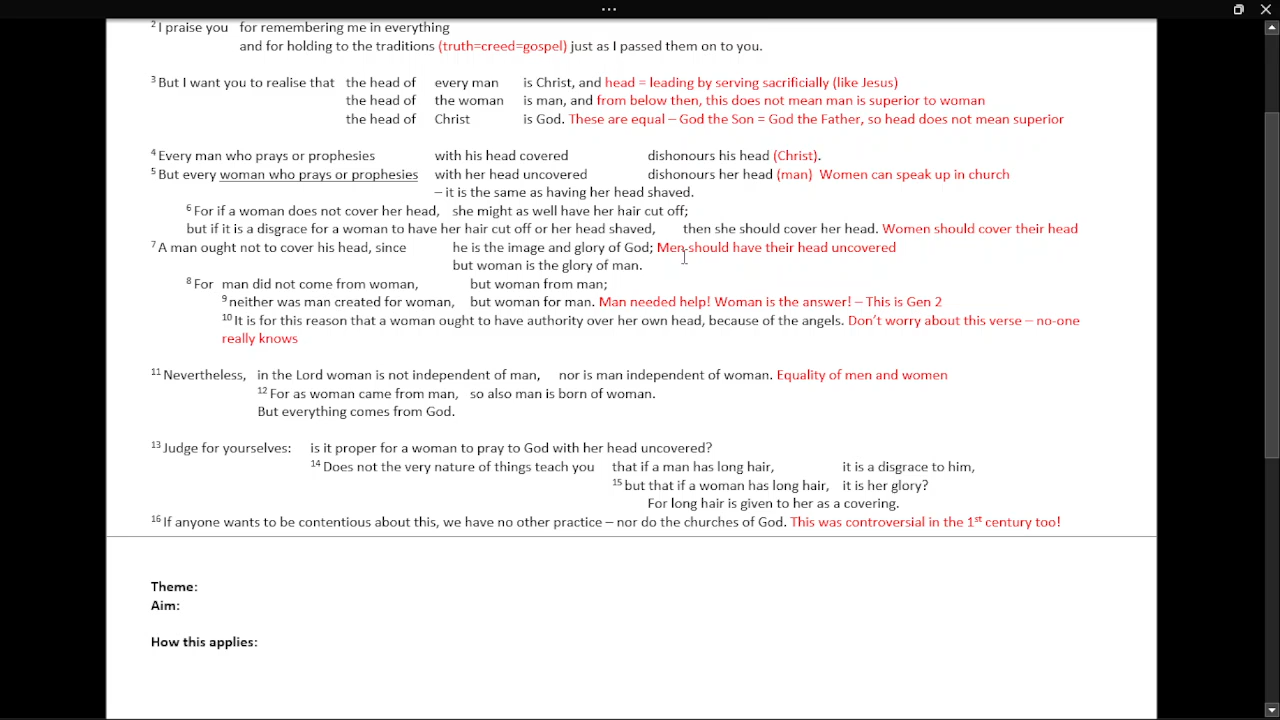 ...
² I praise you for remembering me in everything
and for holding to the traditions (truth=creed=gospel) just as I passed them on to you.
³ But I want you to realise that the head of every man is Christ, and head = leading by serving sacrificially (like Jesus)
the head of the woman is man, and from below then, this does not mean man is superior to woman
the head of Christ is God. These are equal – God the Son = God the Father, so head does not mean superior
⁴ Every man who prays or prophesies with his head covered dishonours his head (Christ).
⁵ But every woman who prays or prophesies with her head uncovered dishonours her head (man) Women can speak up in church
– it is the same as having her head shaved.
⁶ For if a woman does not cover her head, she might as well have her hair cut off;
but if it is a disgrace for a woman to have her hair cut off or her head shaved, then she should cover her head. Women should cover their head
⁷ A man ought not to cover his head, since he is the image and glory of God; Men should have their head uncovered
but woman is the glory of man.
⁸ For man did not come from woman, but woman from man;
⁹ neither was man created for woman, but woman for man. Man needed help! Woman is the answer! – This is Gen 2
¹⁰ It is for this reason that a woman ought to have authority over her own head, because of the angels. Don't worry about this verse – no-one
really knows
¹¹ Nevertheless, in the Lord woman is not independent of man, nor is man independent of woman. Equality of men and women
¹² For as woman came from man, so also man is born of woman.
But everything comes from God.
¹³ Judge for yourselves: is it proper for a woman to pray to God with her head uncovered?
¹⁴ Does not the very nature of things teach you that if a man has long hair, it is a disgrace to him,
¹⁵ but that if a woman has long hair, it is her glory?
For long hair is given to her as a covering.
¹⁶ If anyone wants to be contentious about this, we have no other practice – nor do the churches of God. This was controversial in the 1st century too!
Theme:
Aim:
How this applies: